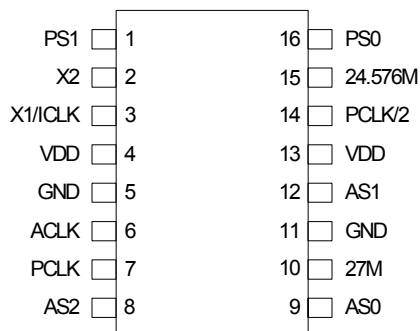 PS1 1 16 PS0
X2 2 15 24.576M
X1/ICLK 3 14 PCLK/2
VDD 4 13 VDD
GND 5 12 AS1
ACLK 6 11 GND
PCLK 7 10 27M
AS2 8 9 AS0